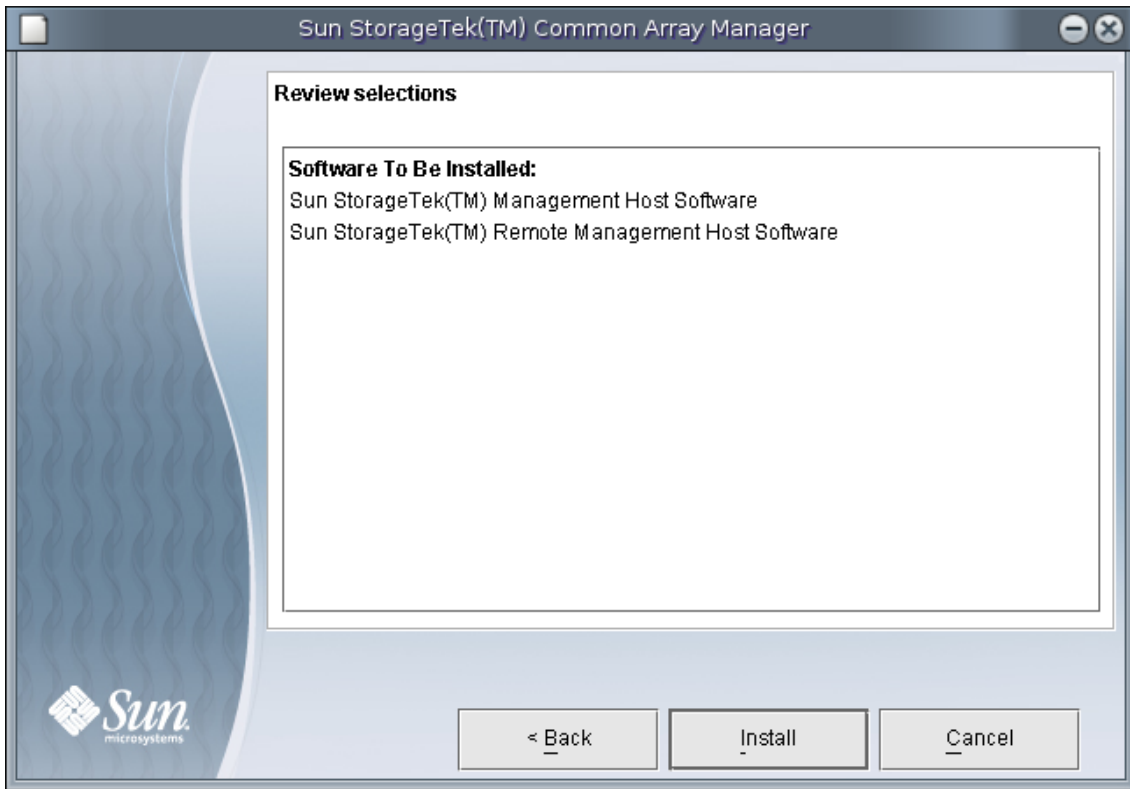 Sun StorageTek(TM) Common Array Manager
Review selections
Software To Be Installed:
Sun StorageTek(TM) Management Host Software
Sun StorageTek(TM) Remote Management Host Software
Sun
microsystems
< Back
Install
Cancel